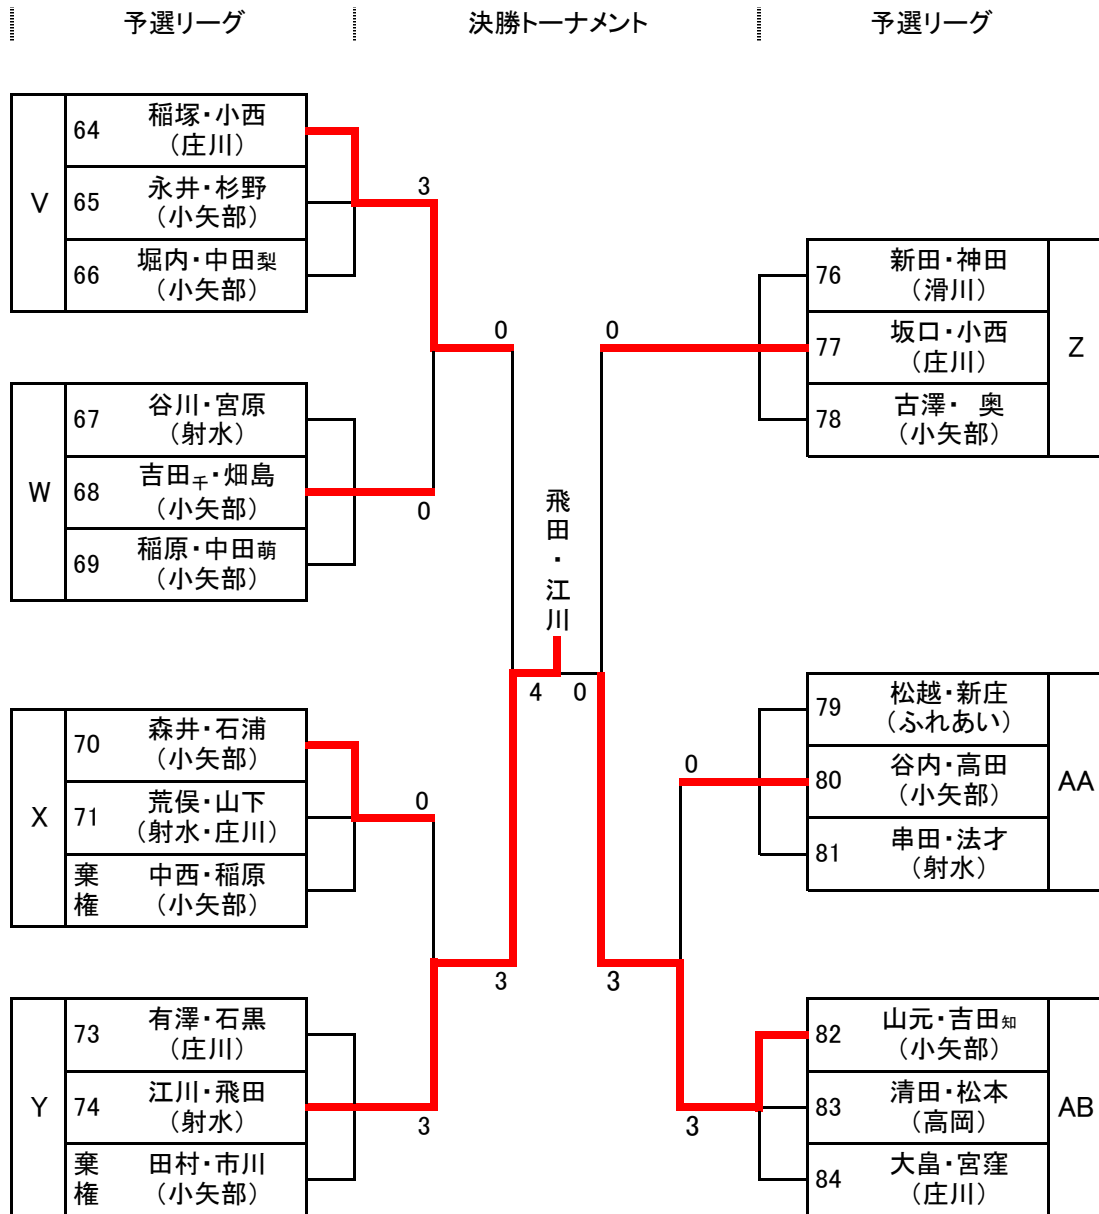 予選リーグ
決勝トーナメント
予選リーグ
V
64
稲塚・小西
（庄川）
65
永井・杉野
（小矢部）
66
堀内・中田梨
（小矢部）
W
67
谷川・宮原
（射水）
68
吉田千・畑島
（小矢部）
69
稲原・中田萌
（小矢部）
X
70
森井・石浦
（小矢部）
71
荒俣・山下
（射水・庄川）
棄権
中西・稲原
（小矢部）
Y
73
有澤・石黒
（庄川）
74
江川・飛田
（射水）
棄権
田村・市川
（小矢部）
3
0
0
0
飛田・江川
4
0
0
0
3
3
3
3
76
新田・神田
（滑川）
77
坂口・小西
（庄川）
78
古澤・　奥
（小矢部）
Z
79
松越・新庄
（ふれあい）
80
谷内・高田
（小矢部）
81
串田・法才
（射水）
AA
82
山元・吉田知
（小矢部）
83
清田・松本
（高岡）
84
大畠・宮窪
（庄川）
AB